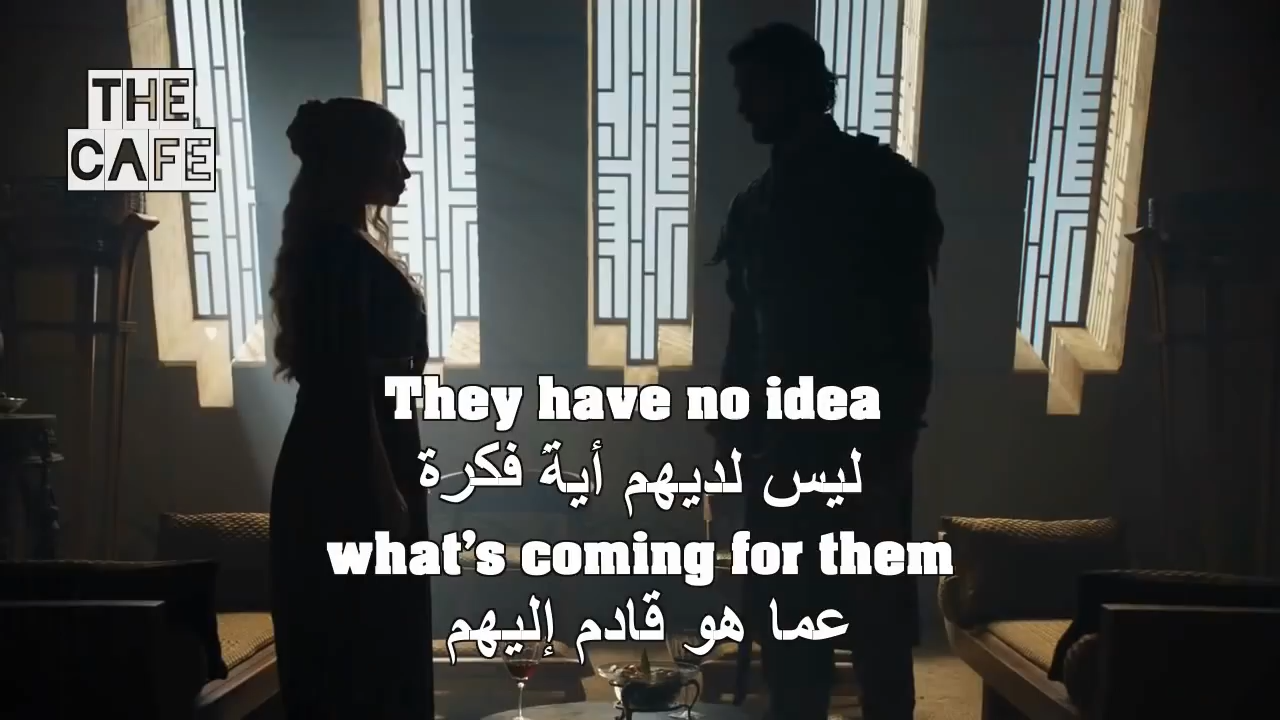 THE
CAFE
They have no idea
ليس لديهم أية فكرة
what's coming for them
عما هو قادم إليهم